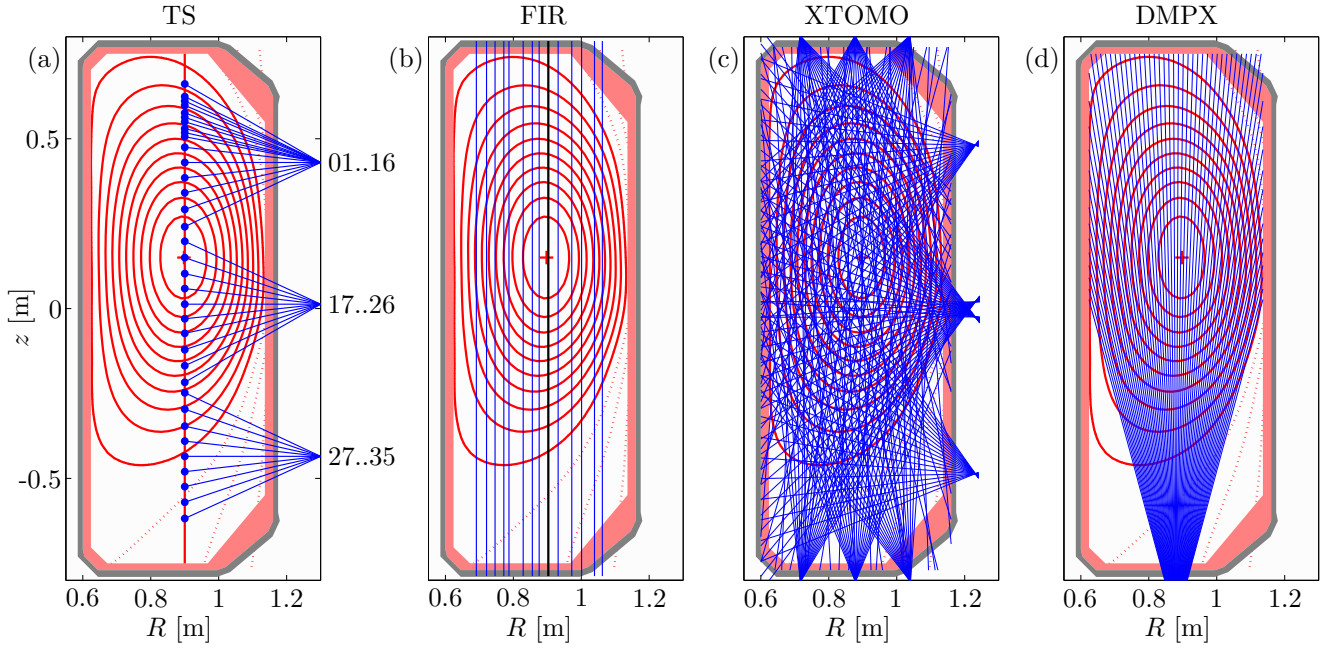 TS
FIR
XTOMO
DMPX
(a)
(b)
(c)
(d)
0.5
0
-0.5
z [m]
01..16
17..26
27..35
0.6 0.8 1 1.2
0.6 0.8 1 1.2
0.6 0.8 1 1.2
0.6 0.8 1 1.2
R [m]
R [m]
R [m]
R [m]